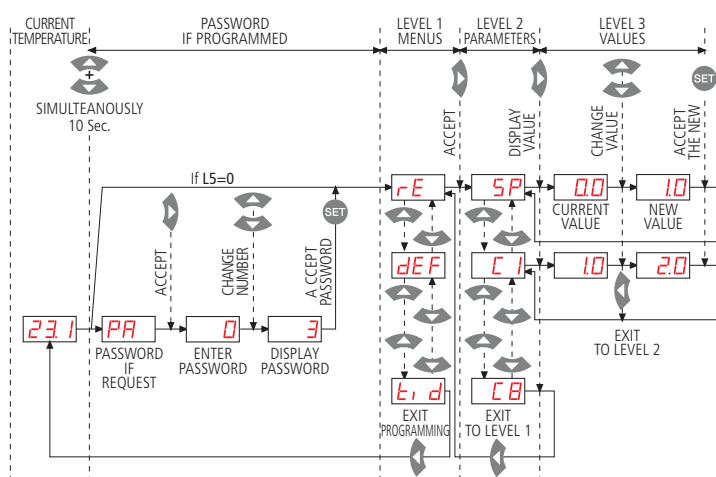 CURRENT
TEMPERATURE
PASSWORD
IF PROGRAMMED
LEVEL 1
MENUS
LEVEL 2
PARAMETERS
LEVEL 3
VALUES
+
SIMULTEANOUSLY
10 Sec.
ACCEPT
DISPLAY
VALUE
CHANGE
VALUE
SET
ACCEPT
THE NEW
If L5=0
ACCEPT
CHANGE
NUMBER
SET
A CCEPT
PASSWORD
rE
SP
0.0
1.0
CURRENT
VALUE
NEW
VALUE
dEF
C1
1.0
2.0
23.1
PA
0
3
PASSWORD
IF
REQUEST
ENTER
PASSWORD
DISPLAY
PASSWORD
EXIT
TO LEVEL 2
tid
C8
EXIT
PROGRAMMING
EXIT
TO LEVEL 1